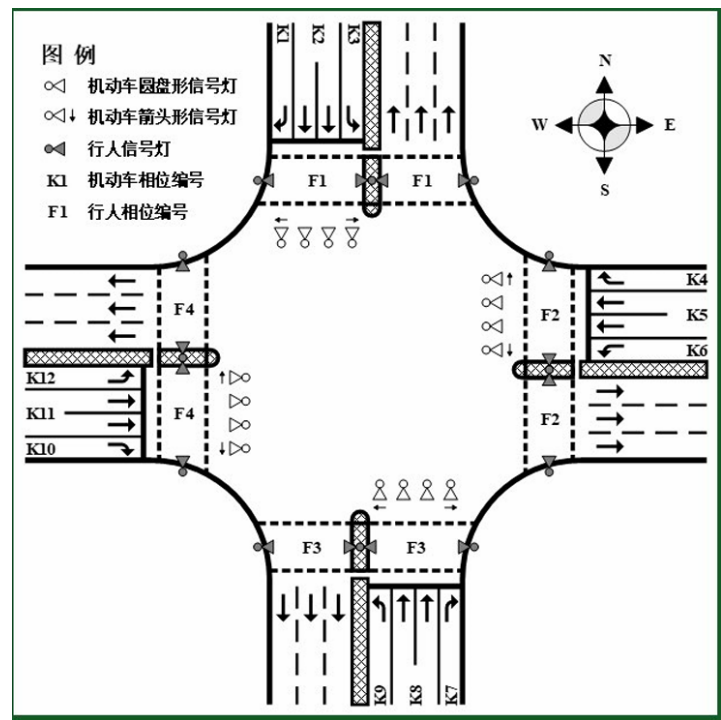 图 例
机动车圆盘形信号灯
机动车箭头形信号灯
行人信号灯
K1 机动车相位编号
F1 行人相位编号
K1
K2
K3
N
W E
S
F1 F1
F4
F2
K4
K5
K6
K12
K11
K10
F4
F2
F3 F3
K9
K8
K7